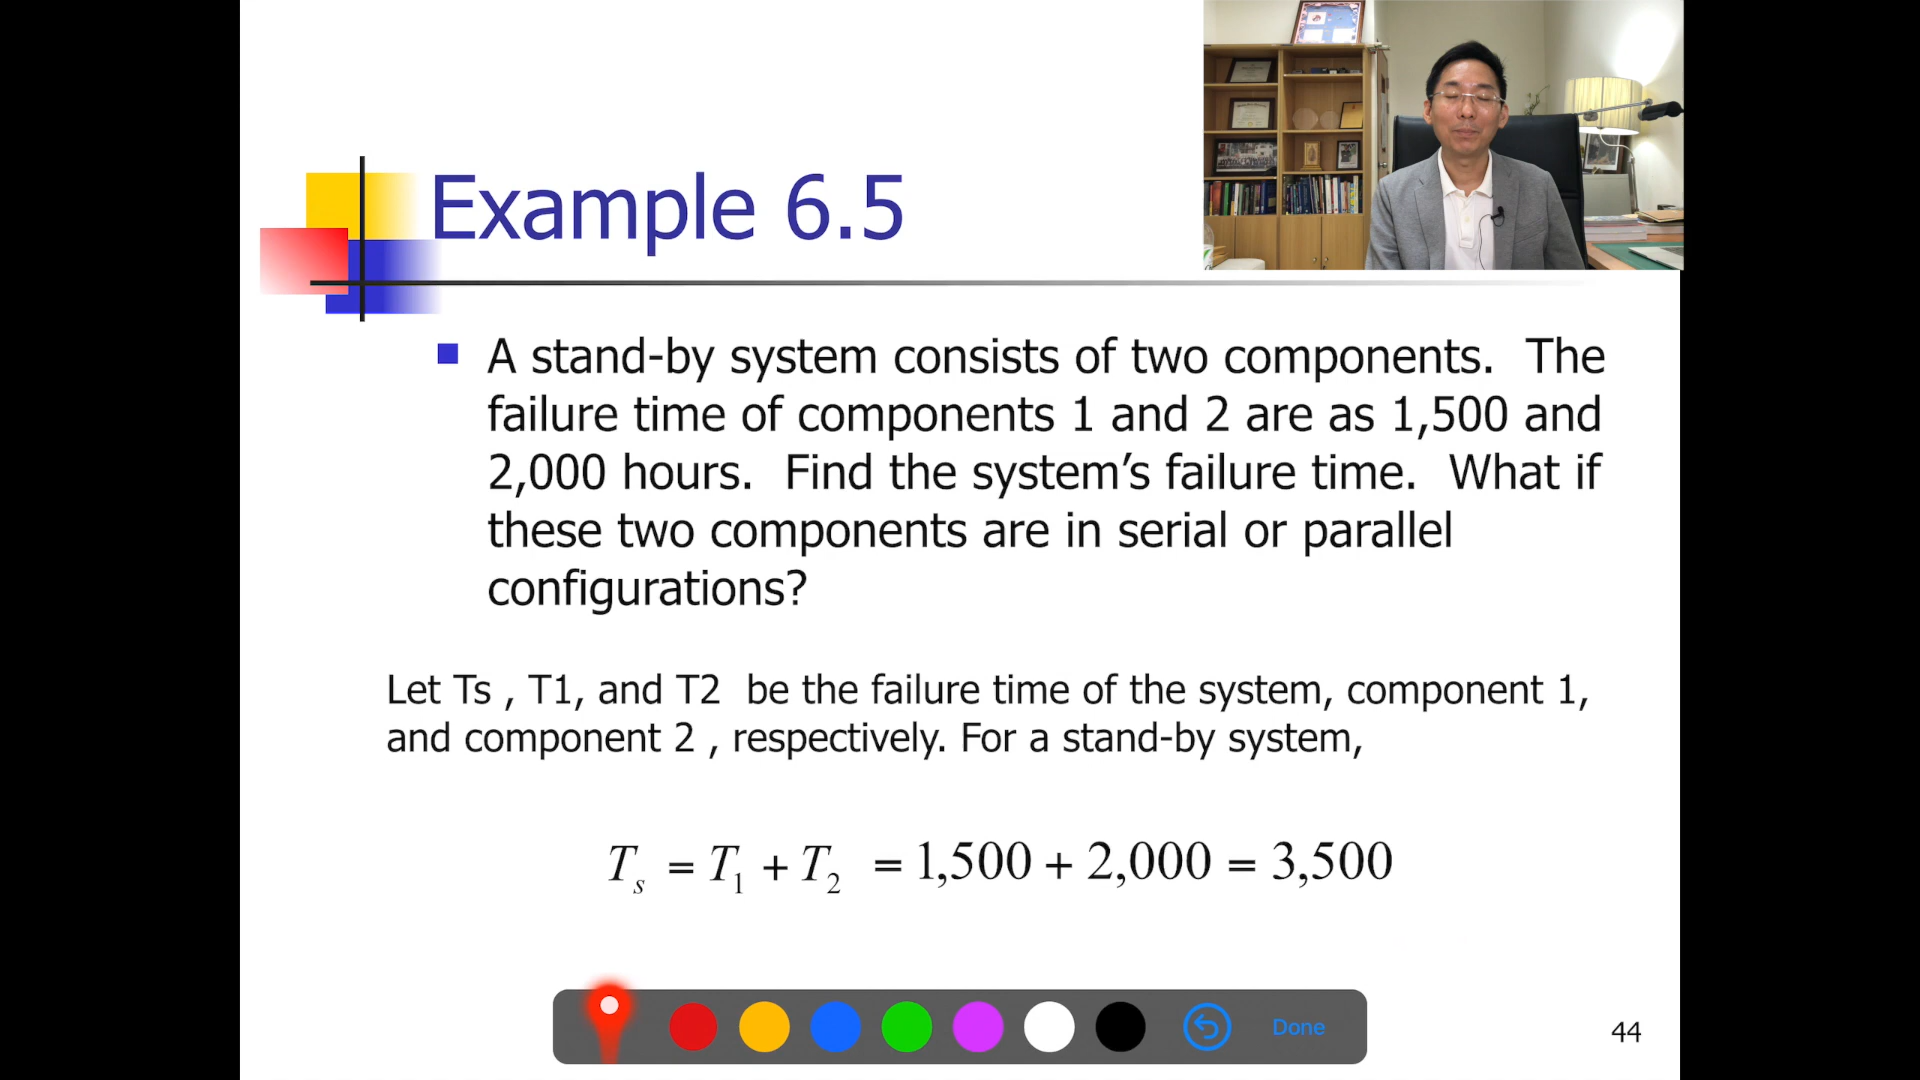 Example 6.5
A stand-by system consists of two components. The
failure time of components 1 and 2 are as 1,500 and
2,000 hours. Find the system’s failure time. What if
these two components are in serial or parallel
configurations?
Let Ts , T1, and T2 be the failure time of the system, component 1,
and component 2 , respectively. For a stand-by system,
Tₛ = T₁ + T₂ = 1,500 + 2,000 = 3,500
Done
44